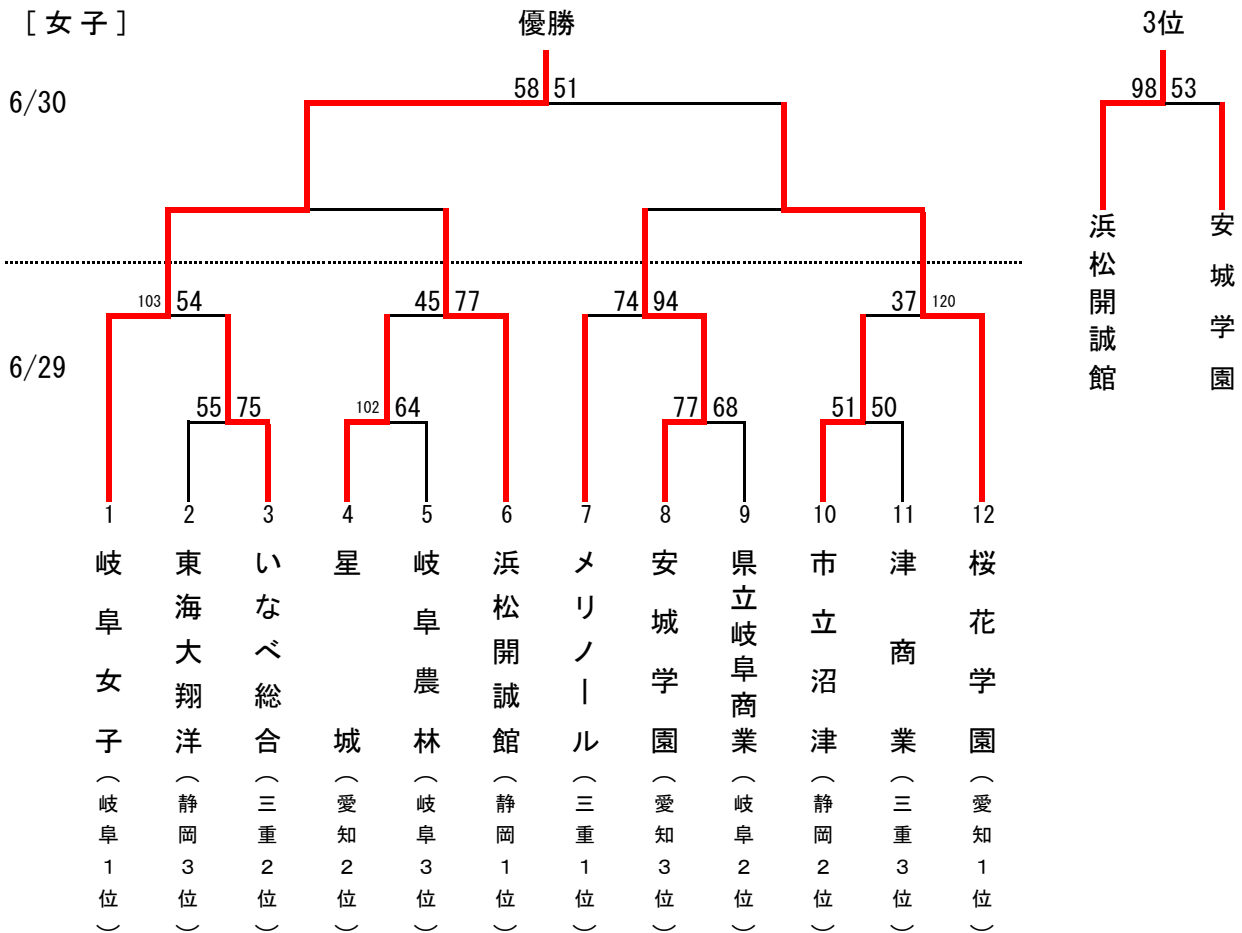 [女子]
優勝
3位
6/30
58 51
98 53
浜松開誠館
安城学園
103 54
45 77
74 94
37 120
6/29
55 75
102 64
77 68
51 50
1 2 3 4 5 6 7 8 9 10 11 12
岐阜女子(岐阜1位)
東海大翔洋(静岡3位)
いなべ総合(三重2位)
星城(愛知2位)
岐阜農林(岐阜3位)
浜松開誠館(静岡1位)
メリノール(三重1位)
安城学園(愛知3位)
県立岐阜商業(岐阜2位)
市立沼津(静岡2位)
津商業(三重3位)
桜花学園(愛知1位)